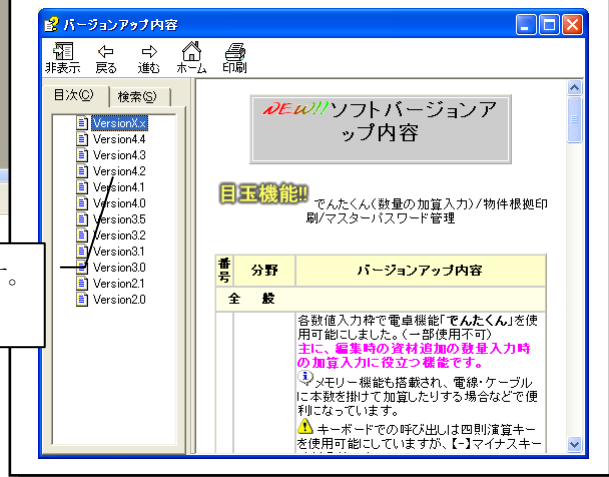 バージョンアップ内容
非表示 戻る 進む ホーム 印刷
目次(C) 検索(S)
VersionX.x
Version4.4
Version4.3
Version4.2
Version4.1
Version4.0
Version3.5
Version3.2
Version3.1
Version3.0
Version2.1
Version2.0
。
NEW!!ソフトバージョンア
ップ内容
目玉機能!! でんたくん(数量の加算入力)/物件根拠印
刷/マスターパスワード管理
番号 分野 バージョンアップ内容
全 般
各数値入力枠で電卓機能「でんたくん」を使
用可能にしました。(一部使用不可)
主に、編集時の資材追加の数量入力時
の加算入力に役立つ機能です。
メモリー機能も搭載され、電線・ケーブル
に本数を掛けて加算したりする場合などで便
利になっています。
キーボードでの呼び出しは四則演算キー
を使用可能にしていますが、【-】マイナスキー